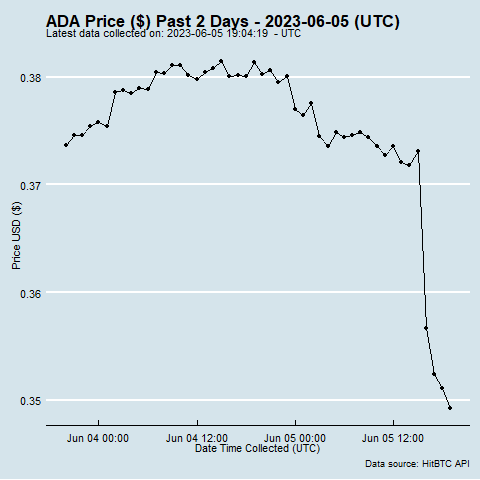 ADA Price ($) Past 2 Days - 2023-06-05 (UTC)
Latest data collected on: 2023-06-05 19:04:19  - UTC
0.38
0.37
0.36
0.35
Price USD ($)
Jun 04 00:00 Jun 04 12:00 Jun 05 00:00 Jun 05 12:00
Date Time Collected (UTC)
Data source: HitBTC API